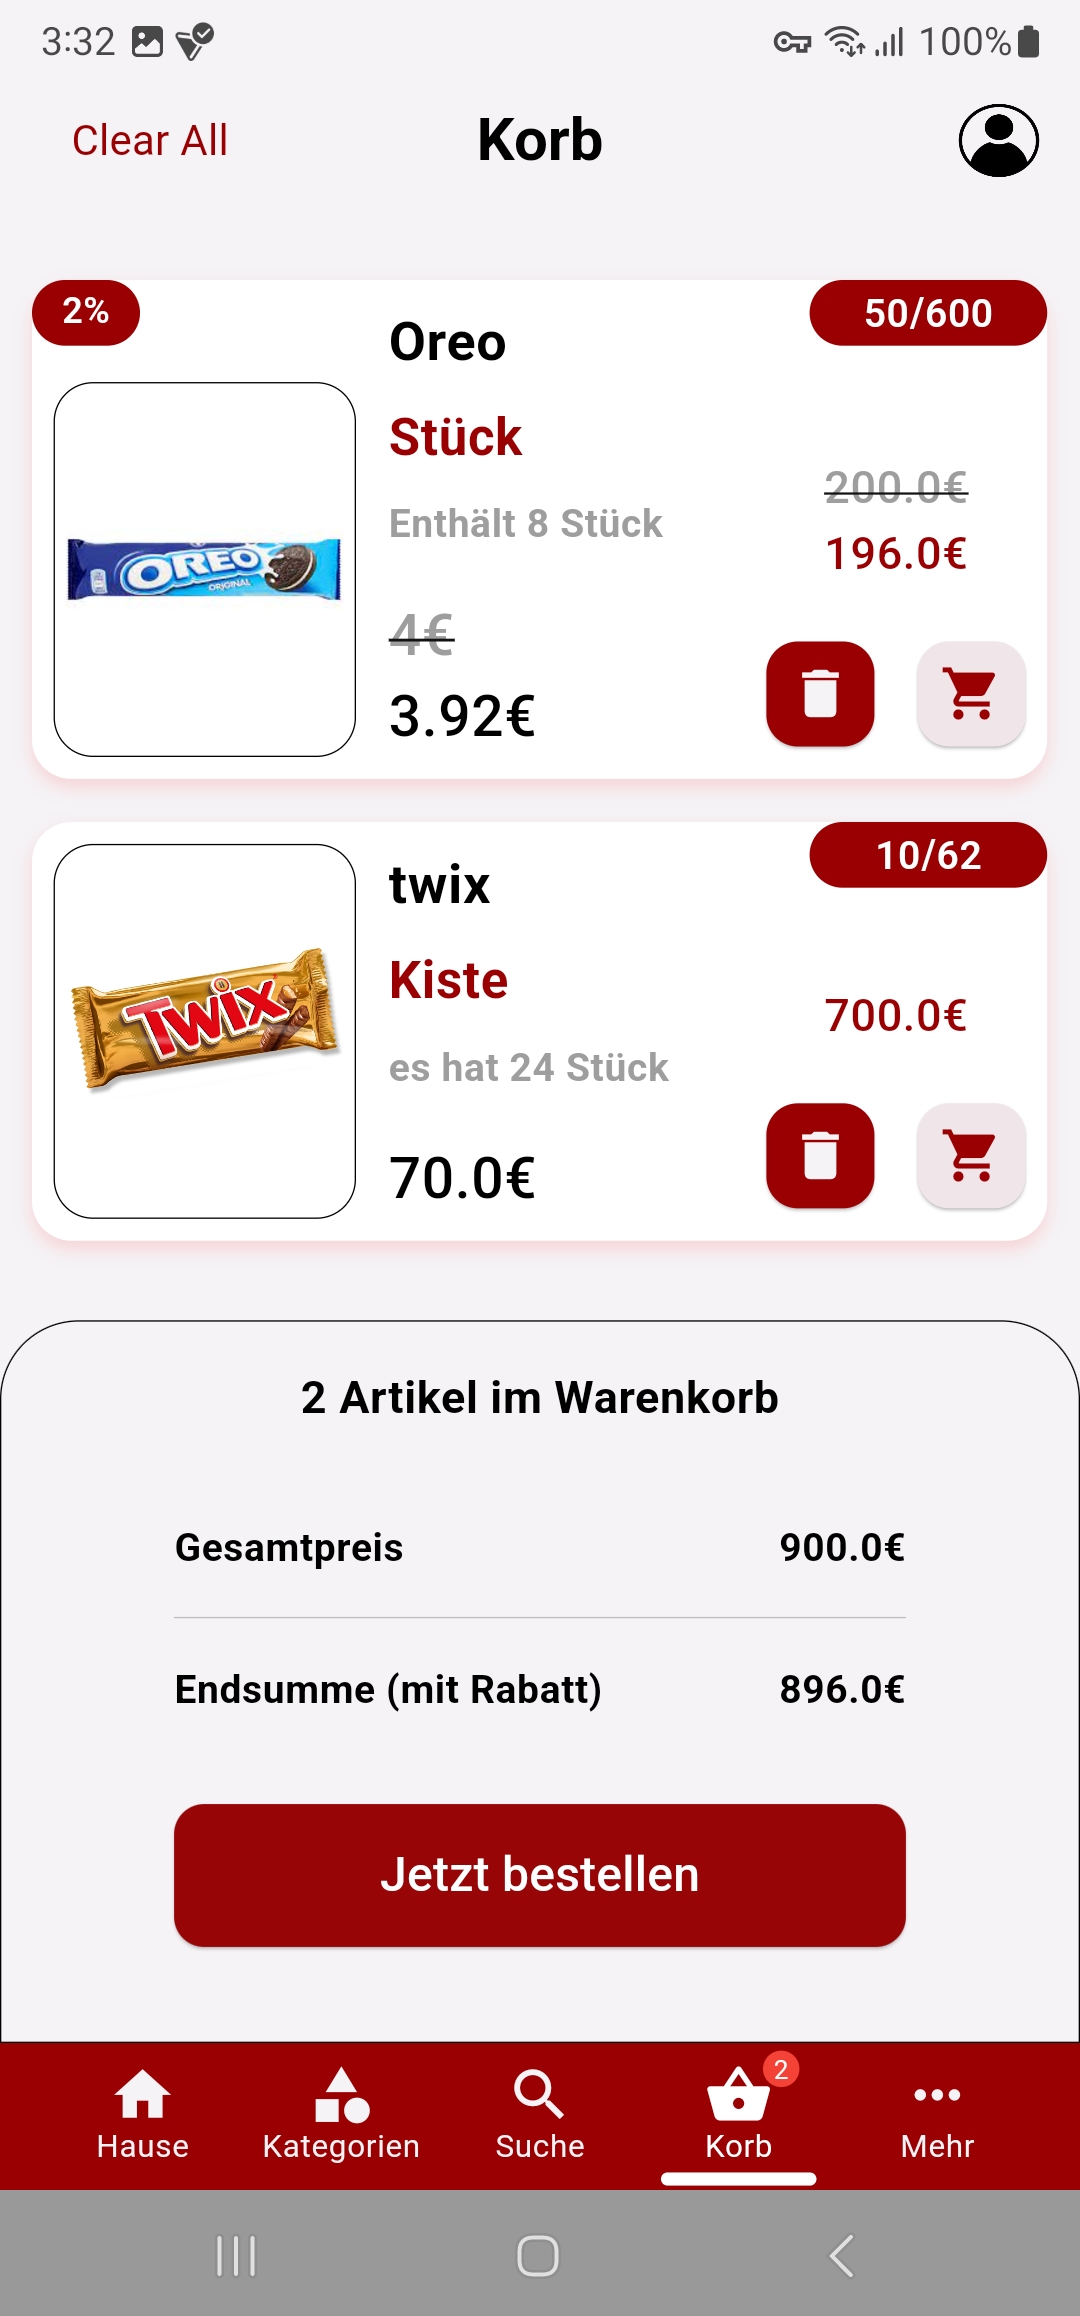 3:32
100%
Clear All
Korb
2%
50/600
Oreo
Stück
Enthält 8 Stück
200.0€
196.0€
4€
3.92€
OREO
ORIGINAL
10/62
twix
Kiste
es hat 24 Stück
700.0€
70.0€
Twix
2 Artikel im Warenkorb
Gesamtpreis 900.0€
Endsumme (mit Rabatt) 896.0€
Jetzt bestellen
2
Hause Kategorien Suche Korb Mehr